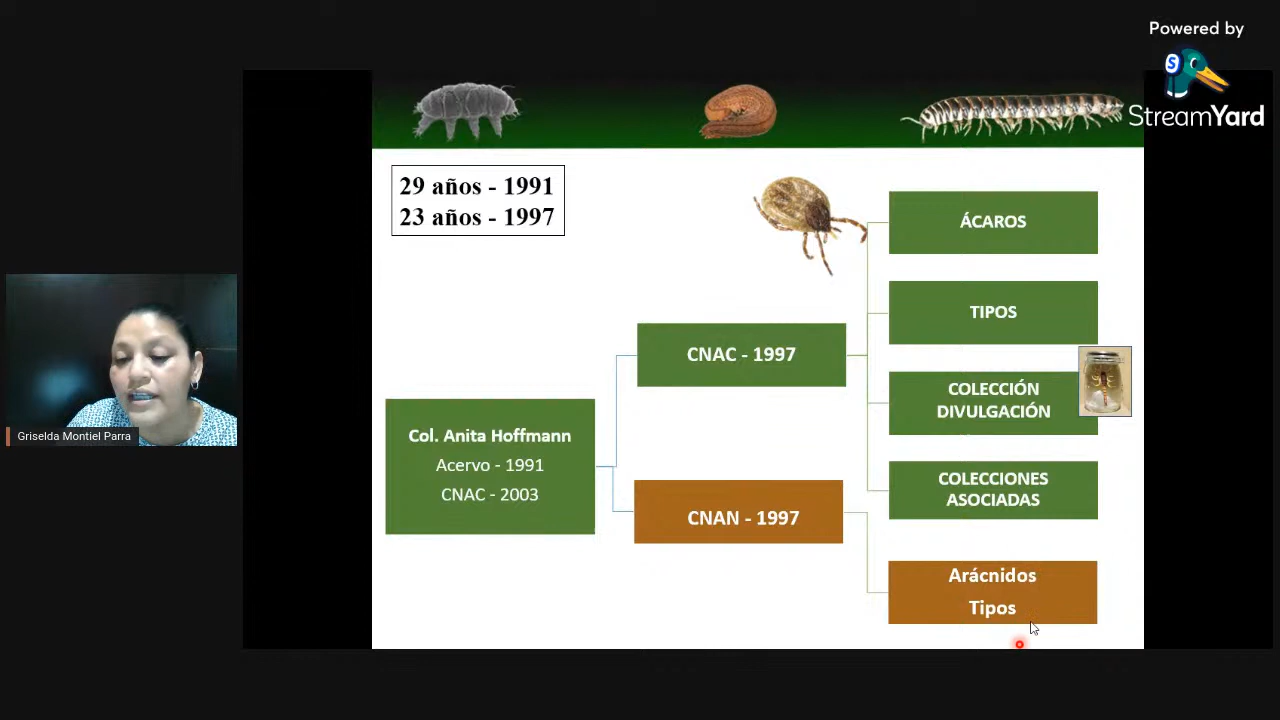 Powered by
S
StreamYard
29 años - 1991
23 años - 1997
ÁCAROS
TIPOS
COLECCIÓN
DIVULGACIÓN
COLECCIONES
ASOCIADAS
CNAC - 1997
Col. Anita Hoffmann
Acervo - 1991
CNAC - 2003
CNAN - 1997
Arácnidos
Tipos
Griselda Montiel Parra